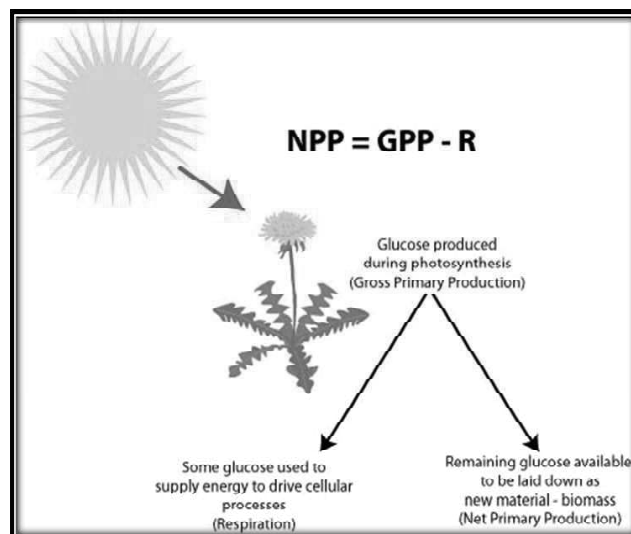 NPP = GPP - R
Glucose produced
during photosynthesis
(Gross Primary Production)
Some glucose used to
supply energy to drive cellular
processes
(Respiration)
Remaining glucose available
to be laid down as
new material - biomass
(Net Primary Production)